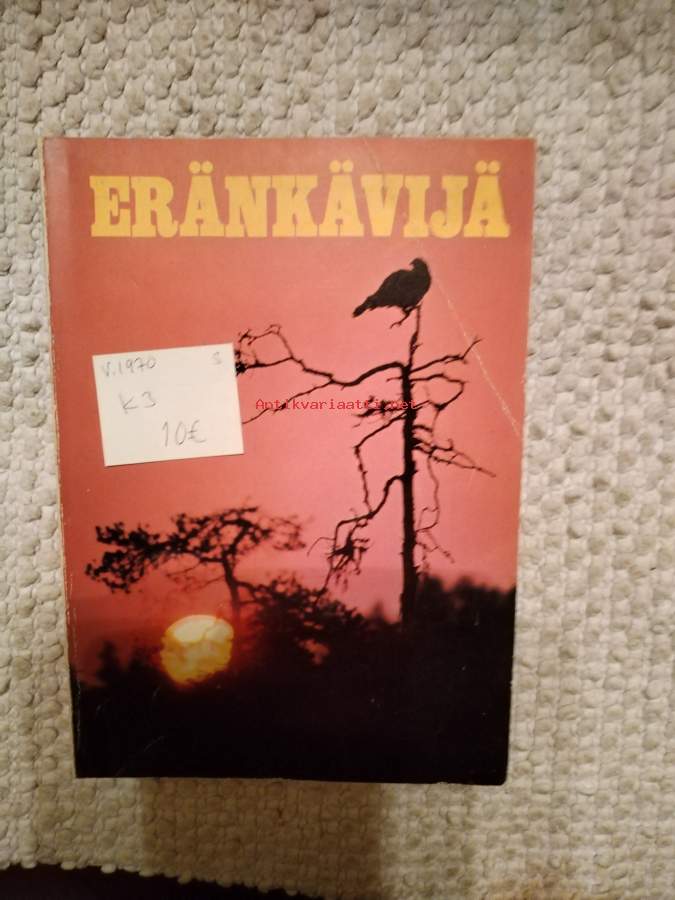 ERÄNKÄVIJÄ
V.1970 S
K3
10€
Antikvariaatti.net